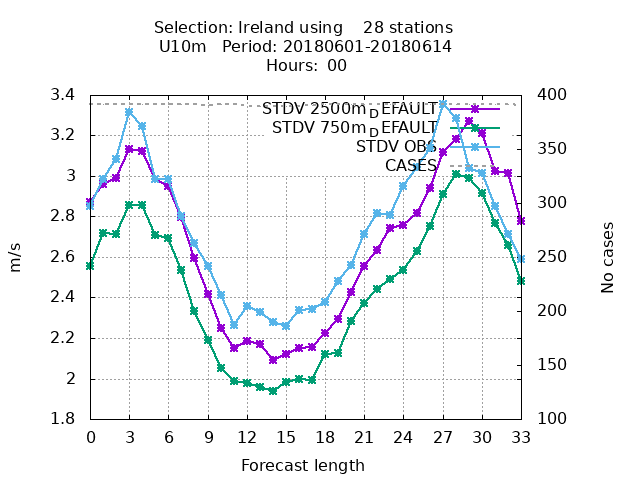 Selection: Ireland using    28 stations
U10m   Period: 20180601-20180614
Hours:  00
3.4
3.2
3
2.8
2.6
2.4
2.2
2
1.8
m/s
STDV 2500m_DEFAULT
STDV 750m_DEFAULT
STDV OBS
CASES
400
350
300
250
200
150
100
No cases
0 3 6 9 12 15 18 21 24 27 30 33
Forecast length